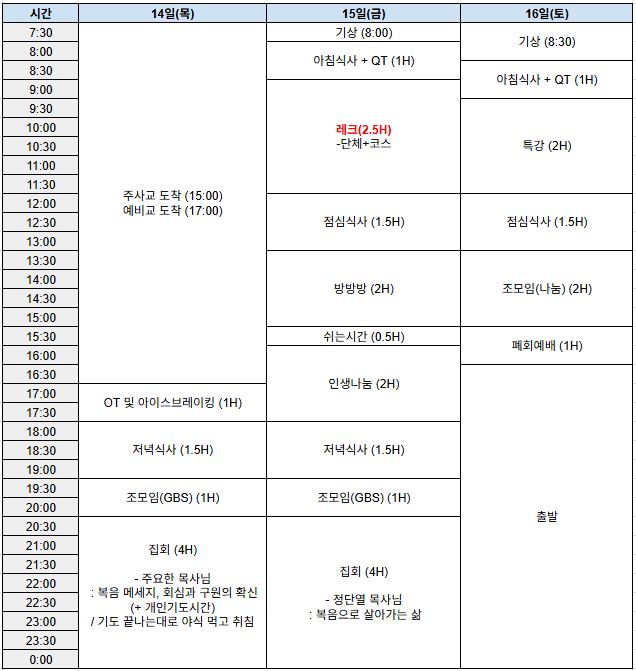 시간 14일(목) 15일(금) 16일(토)
7:30 기상 (8:00)
8:00 기상 (8:30)
아침식사 + QT (1H)
8:30
아침식사 + QT (1H)
9:00
9:30
10:00 레크(2.5H)
-단체+코스
10:30 특강 (2H)
11:00
11:30
주사교 도착 (15:00)
예비교 도착 (17:00)
12:00
12:30 점심식사 (1.5H) 점심식사 (1.5H)
13:00
13:30
14:00
14:30 방방방 (2H) 조모임(나눔) (2H)
15:00
15:30 쉬는시간 (0.5H)
폐회예배 (1H)
16:00
16:30 인생나눔 (2H)
17:00
OT 및 아이스브레이킹 (1H)
17:30
18:00
18:30 저녁식사 (1.5H) 저녁식사 (1.5H)
19:00
19:30
조모임(GBS) (1H) 조모임(GBS) (1H)
20:00
출발
20:30
21:00 집회 (4H)
21:30 집회 (4H)
22:00 - 주요한 목사님
: 복음 메세지, 회심과 구원의 확신
22:30 - 정단열 목사님
(+ 개인기도시간)
: 복음으로 살아가는 삶
23:00 / 기도 끝나는대로 야식 먹고 취침
23:30
0:00